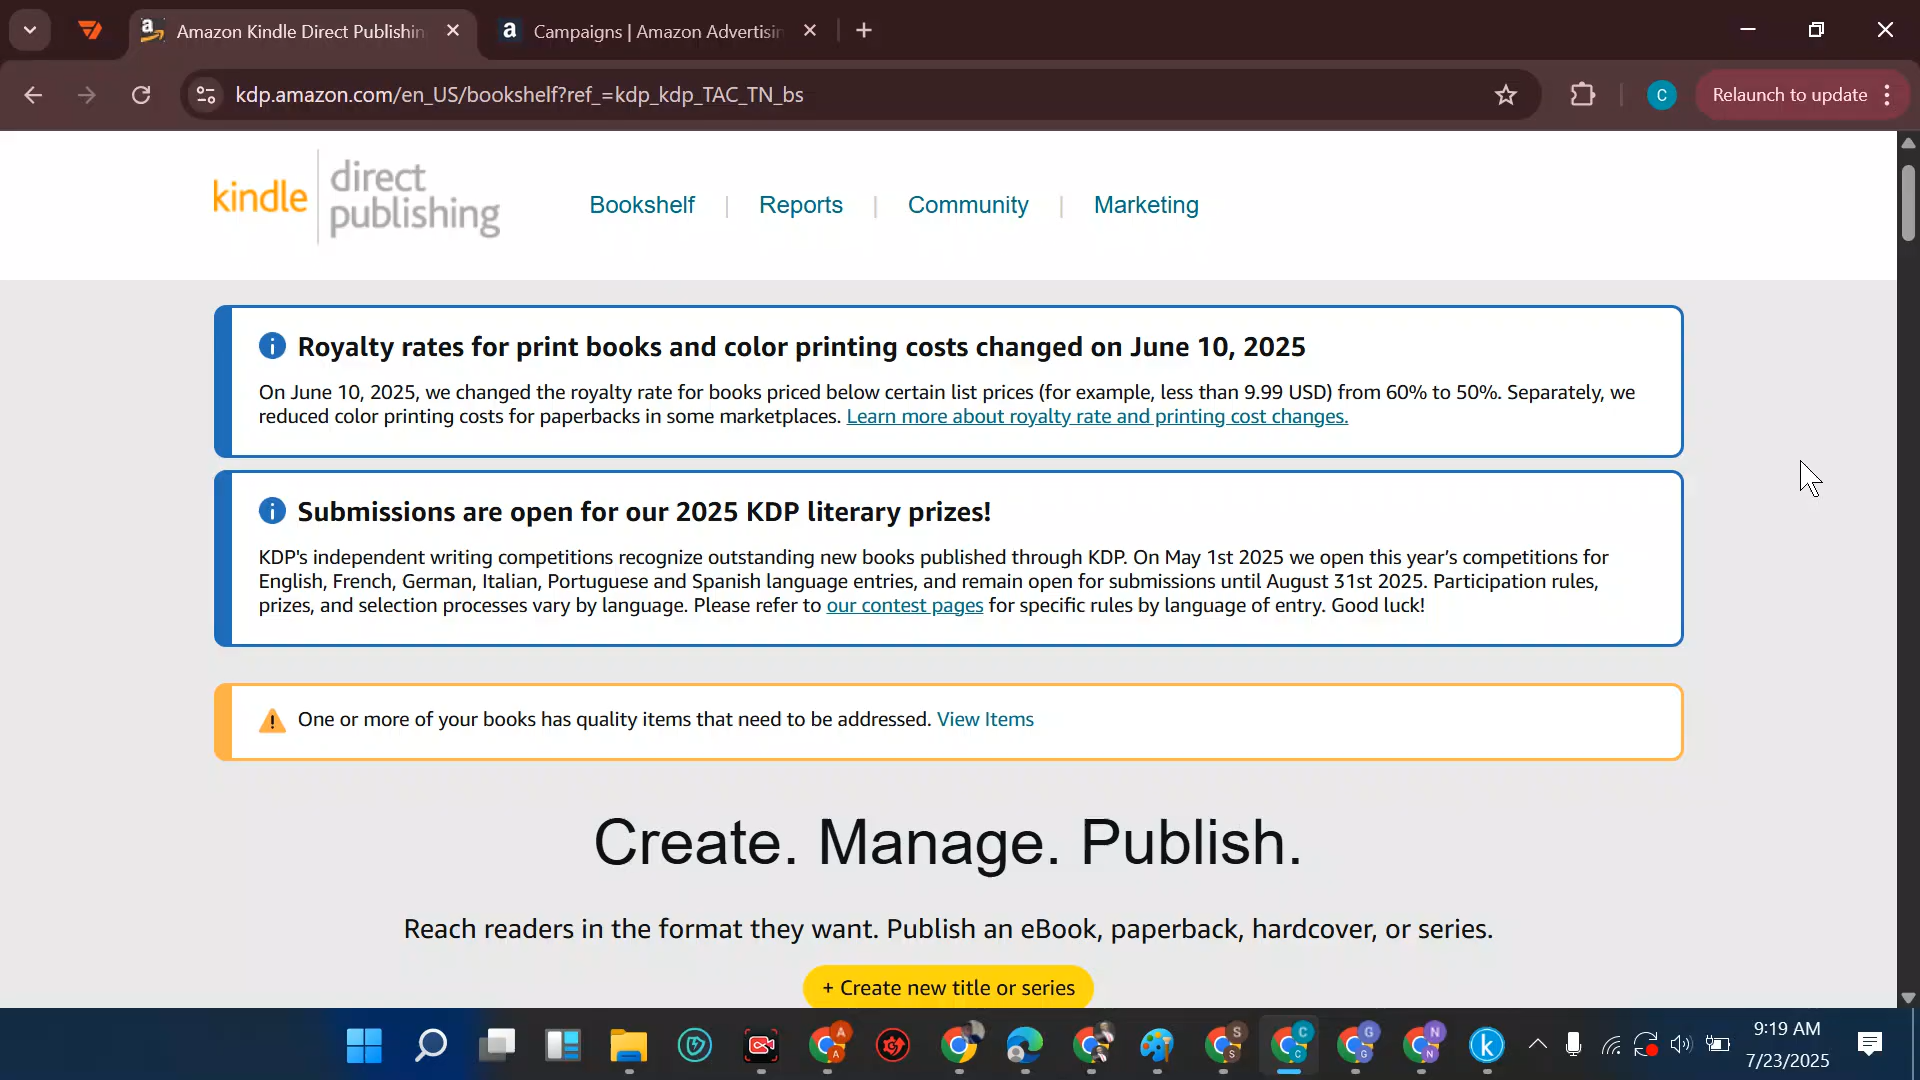 Amazon Kindle Direct Publishin
Campaigns | Amazon Advertisin
kdp.amazon.com/en_US/bookshelf?ref_=kdp_kdp_TAC_TN_bs
C
Relaunch to update
kindle direct publishing
Bookshelf | Reports | Community | Marketing
Royalty rates for print books and color printing costs changed on June 10, 2025
On June 10, 2025, we changed the royalty rate for books priced below certain list prices (for example, less than 9.99 USD) from 60% to 50%. Separately, we
reduced color printing costs for paperbacks in some marketplaces. Learn more about royalty rate and printing cost changes.
Submissions are open for our 2025 KDP literary prizes!
KDP's independent writing competitions recognize outstanding new books published through KDP. On May 1st 2025 we open this year’s competitions for
English, French, German, Italian, Portuguese and Spanish language entries, and remain open for submissions until August 31st 2025. Participation rules,
prizes, and selection processes vary by language. Please refer to our contest pages for specific rules by language of entry. Good luck!
One or more of your books has quality items that need to be addressed. View Items
Create. Manage. Publish.
Reach readers in the format they want. Publish an eBook, paperback, hardcover, or series.
+ Create new title or series
9:19 AM
7/23/2025